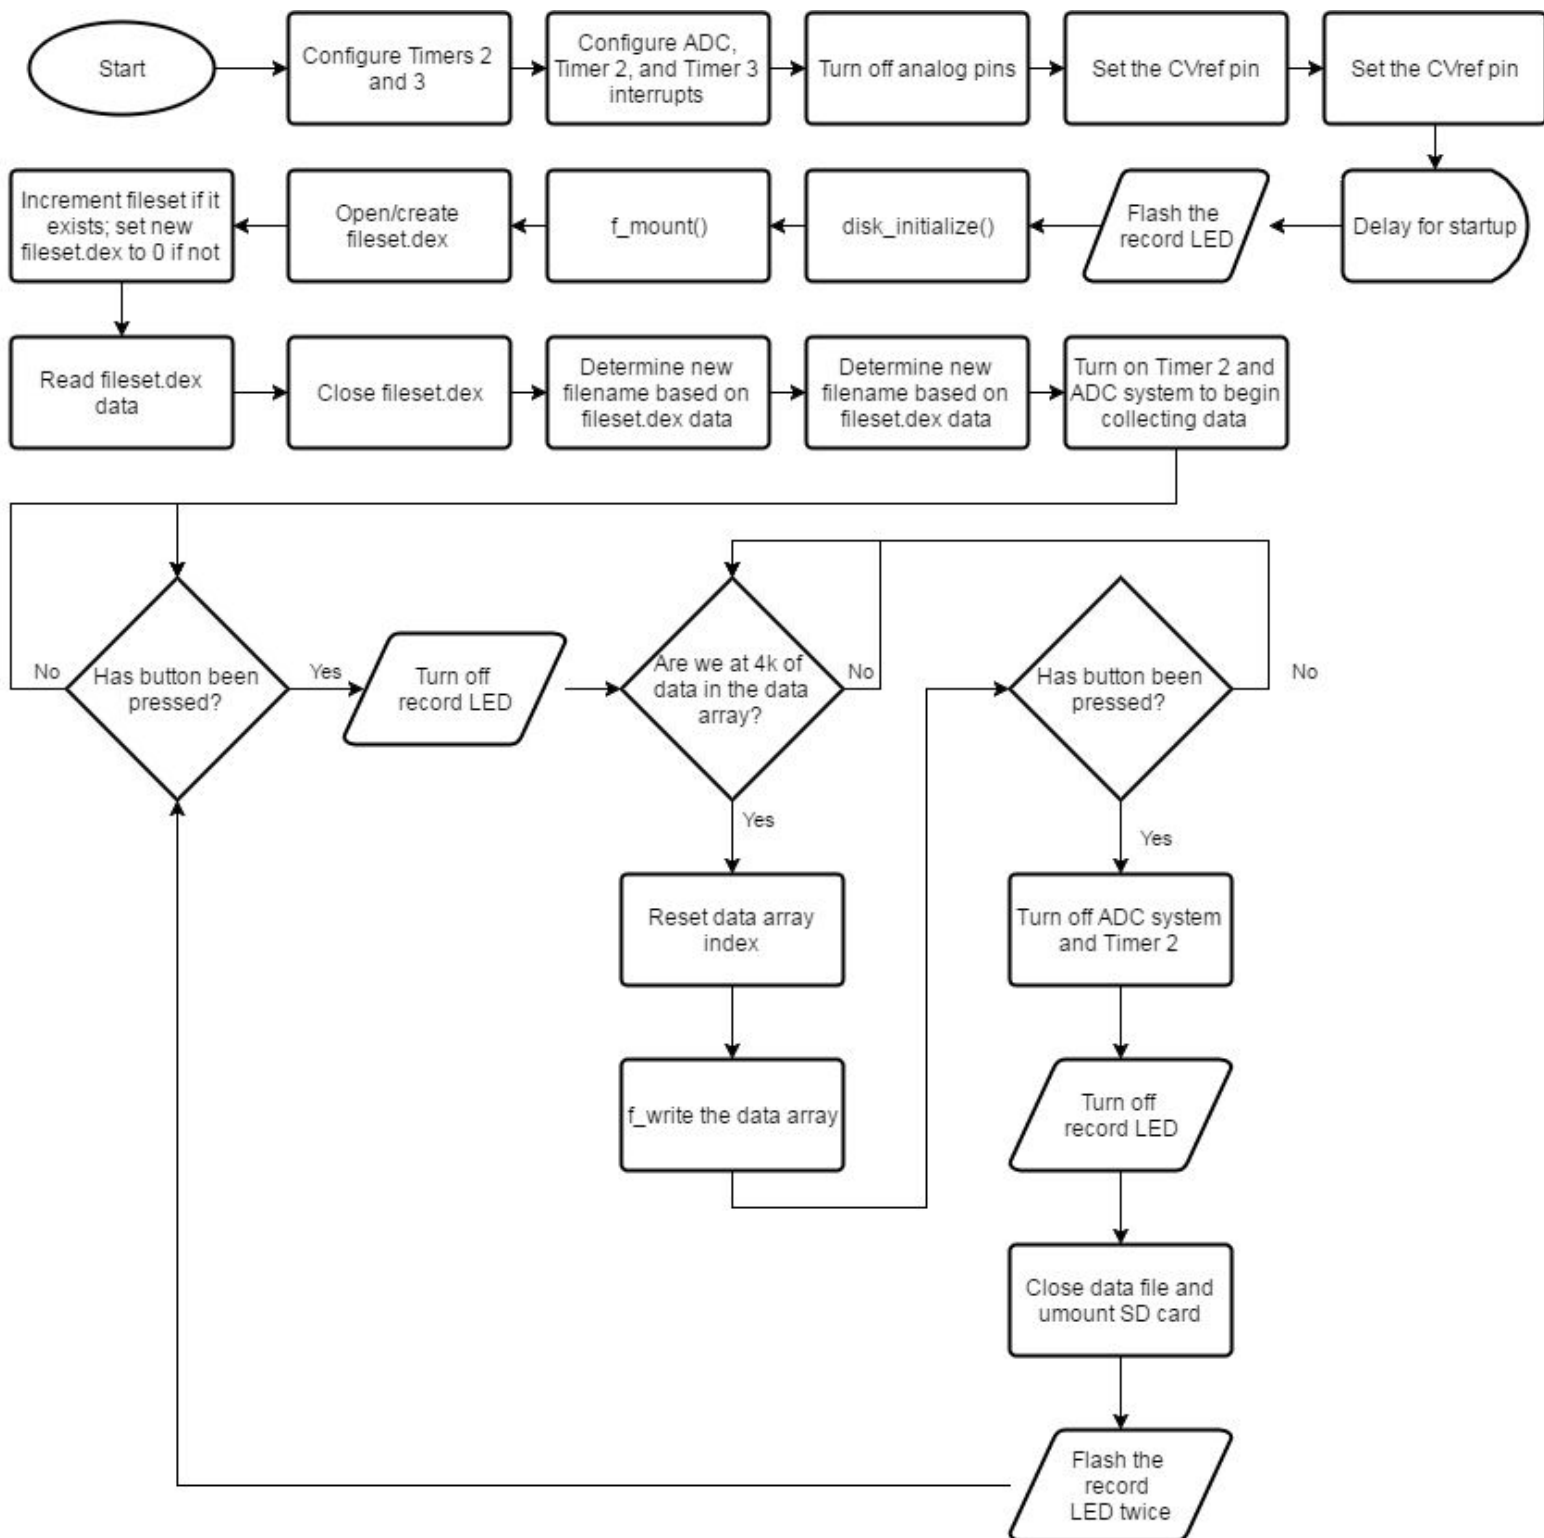 Start
Configure Timers 2
and 3
Configure ADC,
Timer 2, and Timer 3
interrupts
Turn off analog pins
Set the CVref pin
Set the CVref pin
Delay for startup
Flash the
record LED
disk_initialize()
f_mount()
Open/create
fileset.dex
Increment fileset if it
exists; set new
fileset.dex to 0 if not
Read fileset.dex
data
Close fileset.dex
Determine new
filename based on
fileset.dex data
Determine new
filename based on
fileset.dex data
Turn on Timer 2 and
ADC system to begin
collecting data
Has button been
pressed?
No
Yes
Turn off
record LED
Are we at 4k of
data in the data
array?
No
Yes
Reset data array
index
f_write the data array
Has button been
pressed?
No
Yes
Turn off ADC system
and Timer 2
Turn off
record LED
Close data file and
umount SD card
Flash the
record
LED twice